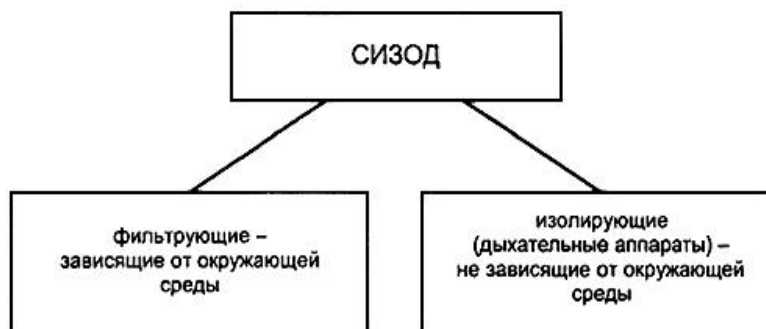 СИЗОД
фильтрующие –
зависящие от окружающей
среды
изолирующие
(дыхательные аппараты) –
не зависящие от окружающей
среды